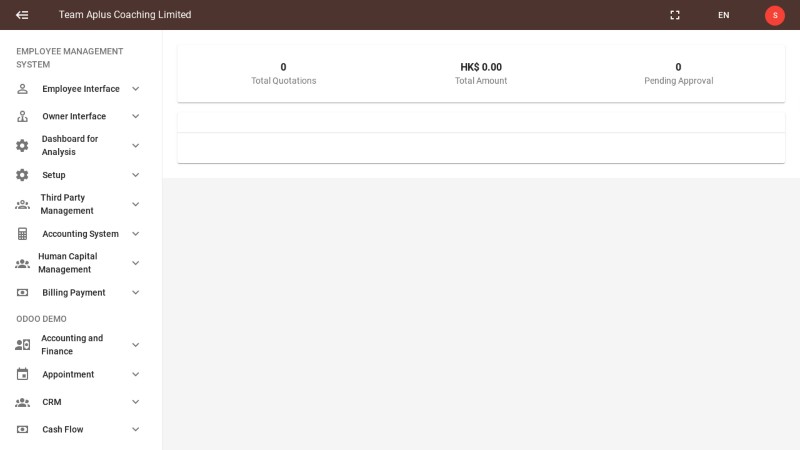 Team Aplus Coaching Limited
EN
S
EMPLOYEE MANAGEMENT
SYSTEM
Employee Interface
Owner Interface
Dashboard for
Analysis
Setup
Third Party
Management
Accounting System
Human Capital
Management
Billing Payment
ODOO DEMO
Accounting and
Finance
Appointment
CRM
Cash Flow
0
Total Quotations
HK$ 0.00
Total Amount
0
Pending Approval